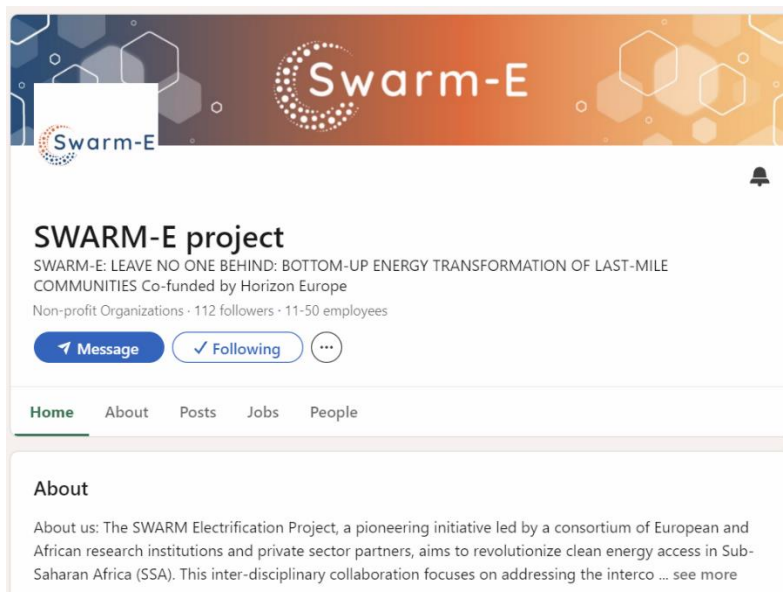 Swarm-E
Swarm-E
SWARM-E project
SWARM-E: LEAVE NO ONE BEHIND: BOTTOM-UP ENERGY TRANSFORMATION OF LAST-MILE
COMMUNITIES Co-funded by Horizon Europe
Non-profit Organizations · 112 followers · 11-50 employees
Message
Following
Home About Posts Jobs People
About
About us: The SWARM Electrification Project, a pioneering initiative led by a consortium of European and
African research institutions and private sector partners, aims to revolutionize clean energy access in Sub-
Saharan Africa (SSA). This inter-disciplinary collaboration focuses on addressing the interco ... see more